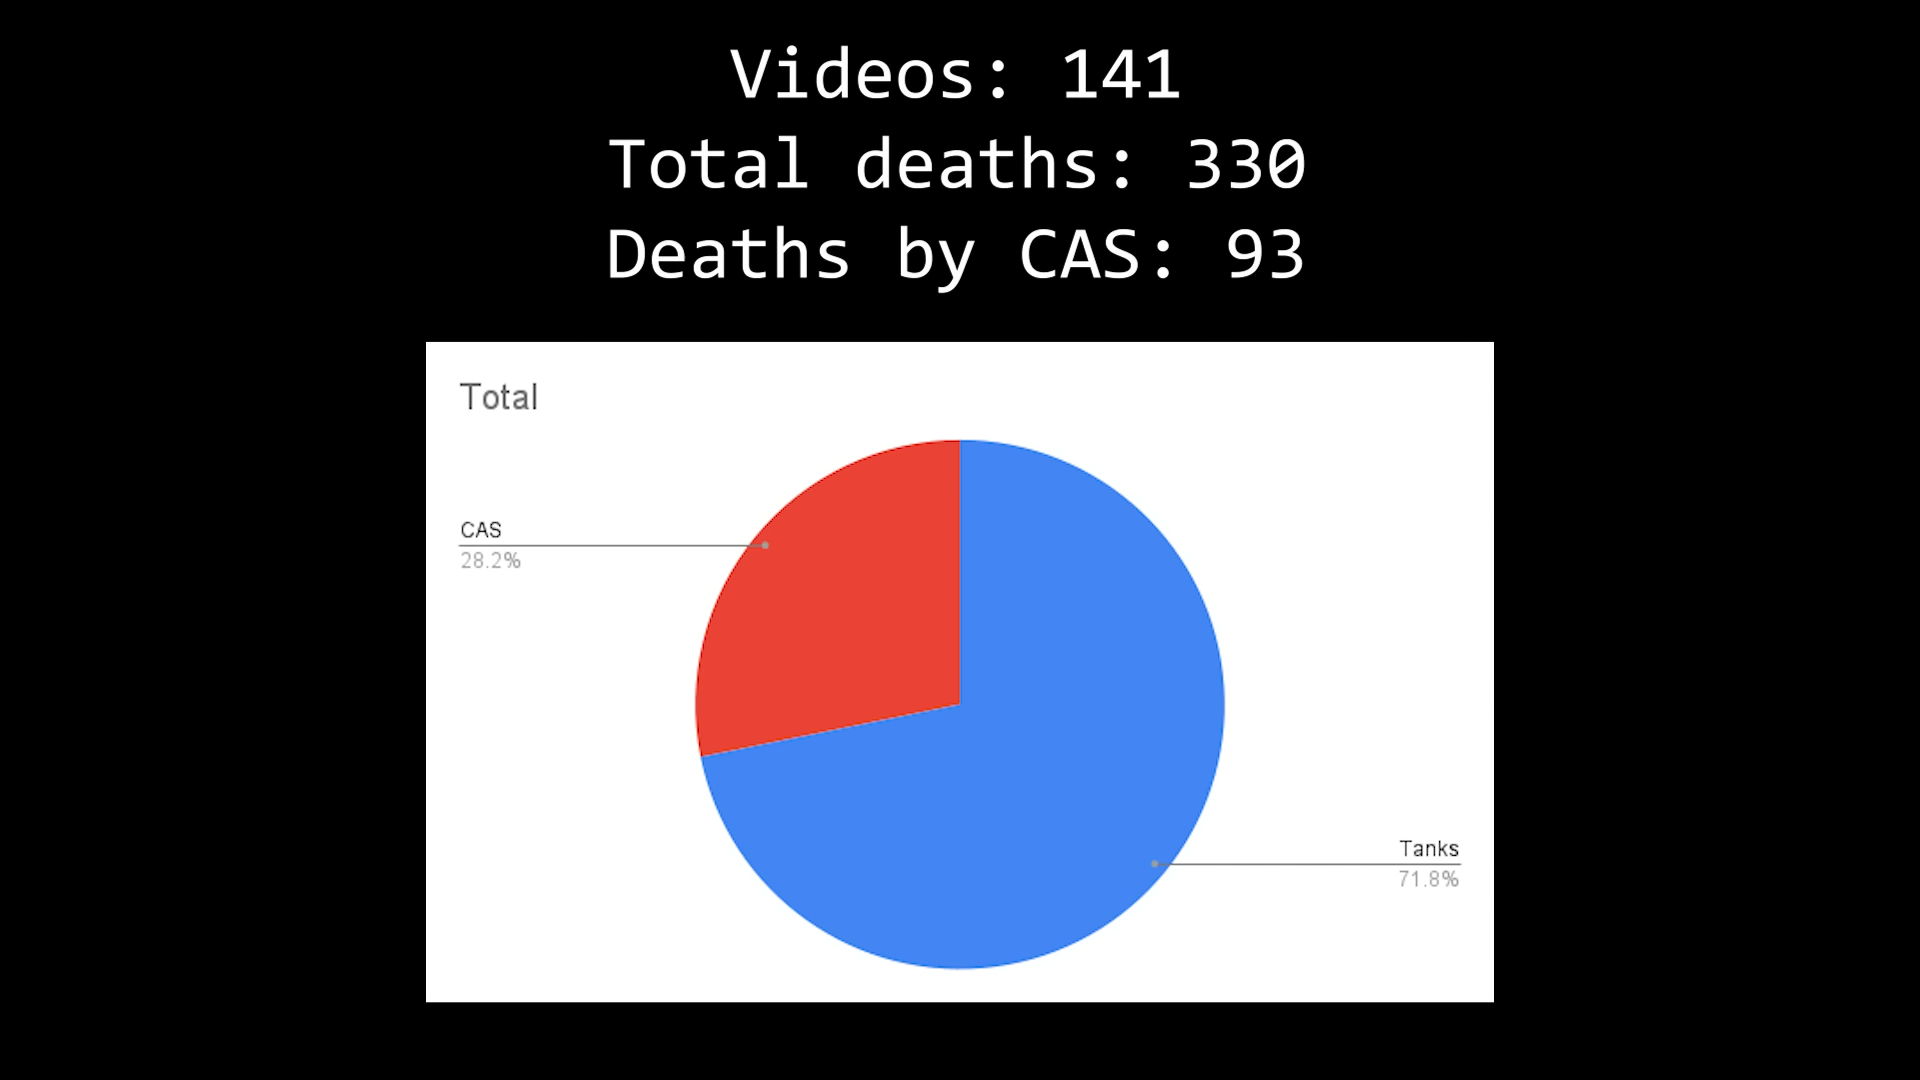 Videos: 141
Total deaths: 330
Deaths by CAS: 93
Total
CAS
28.2%
Tanks
71.8%